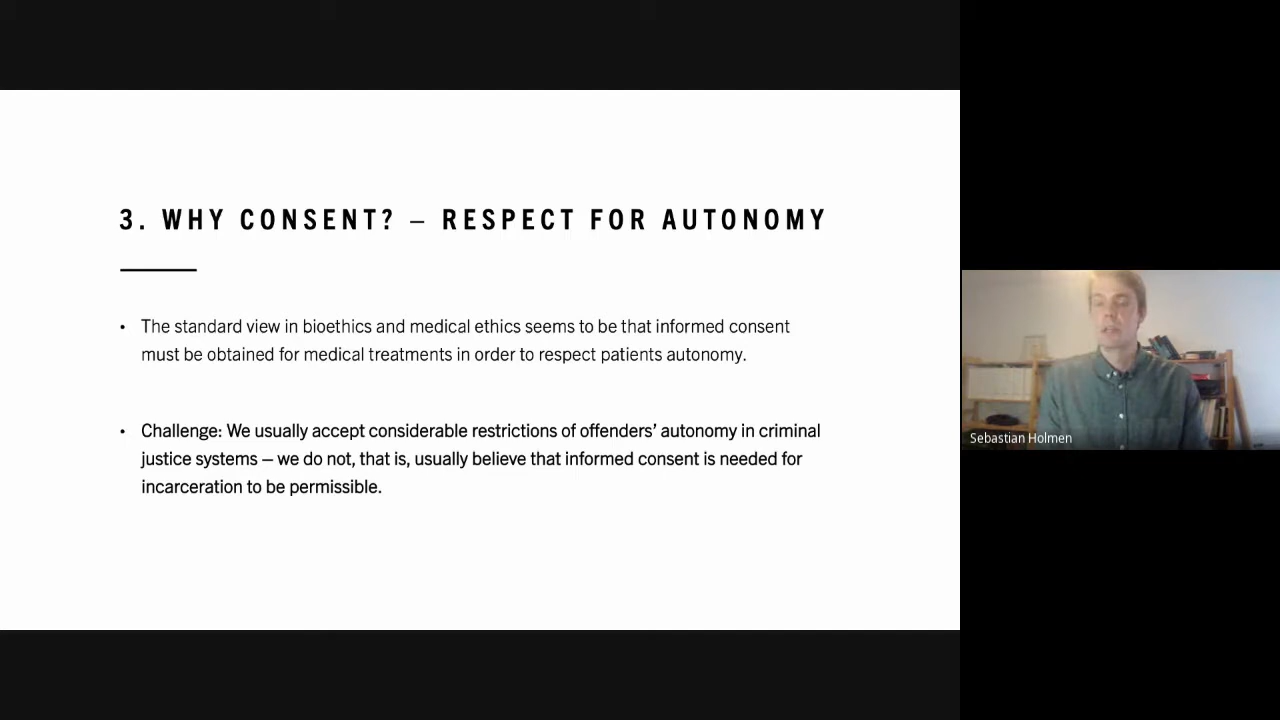 3. WHY CONSENT? – RESPECT FOR AUTONOMY
• The standard view in bioethics and medical ethics seems to be that informed consent
must be obtained for medical treatments in order to respect patients autonomy.
• Challenge: We usually accept considerable restrictions of offenders’ autonomy in criminal
justice systems – we do not, that is, usually believe that informed consent is needed for
incarceration to be permissible.
Sebastian Holmen